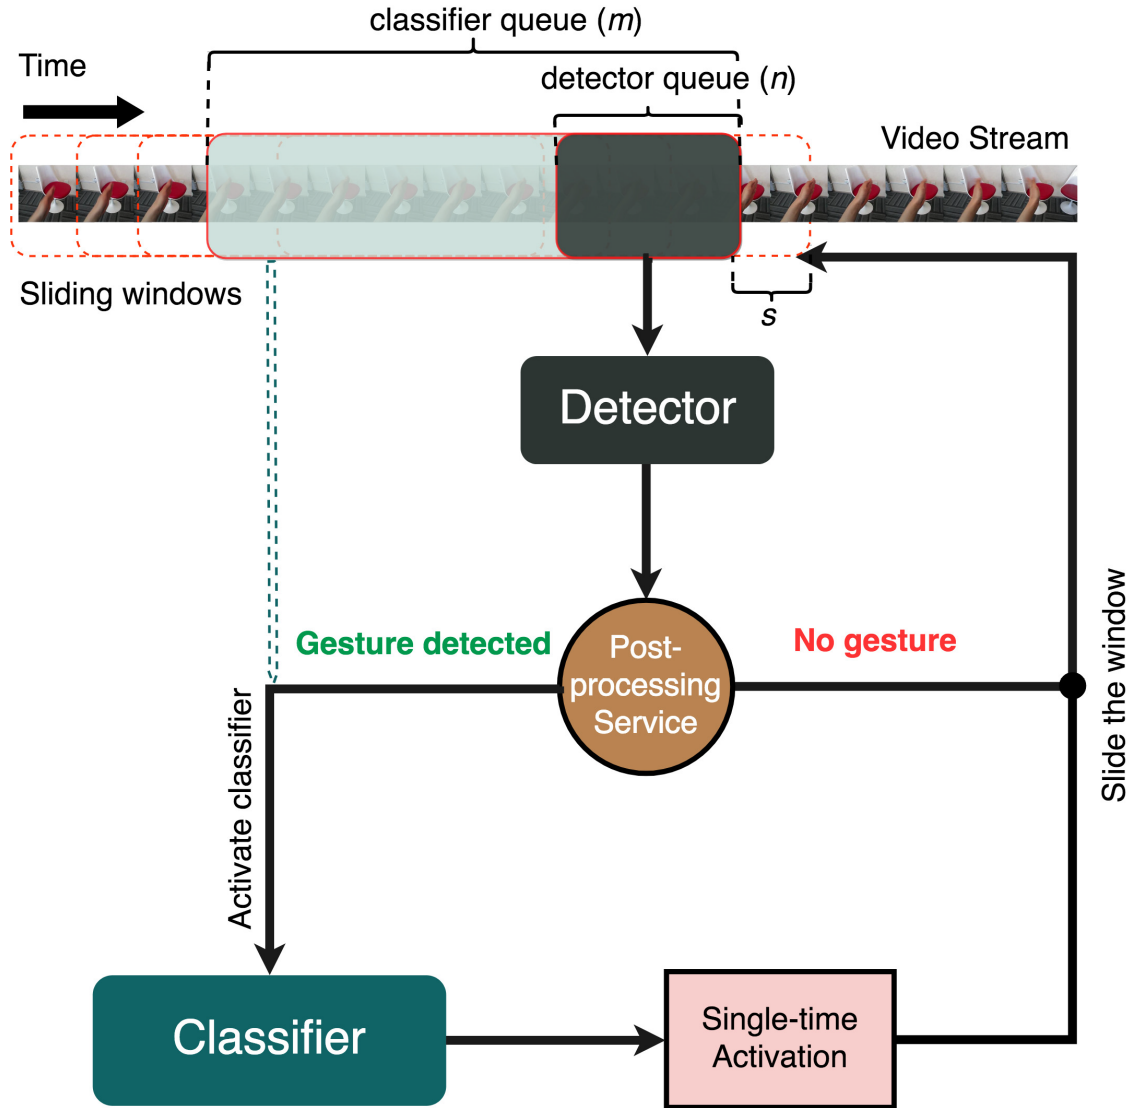 classifier queue (m)
Time
detector queue (n)
Video Stream
Sliding windows
s
Detector
Gesture detected
Post-
processing
Service
No gesture
Slide the window
Activate classifier
Classifier
Single-time
Activation